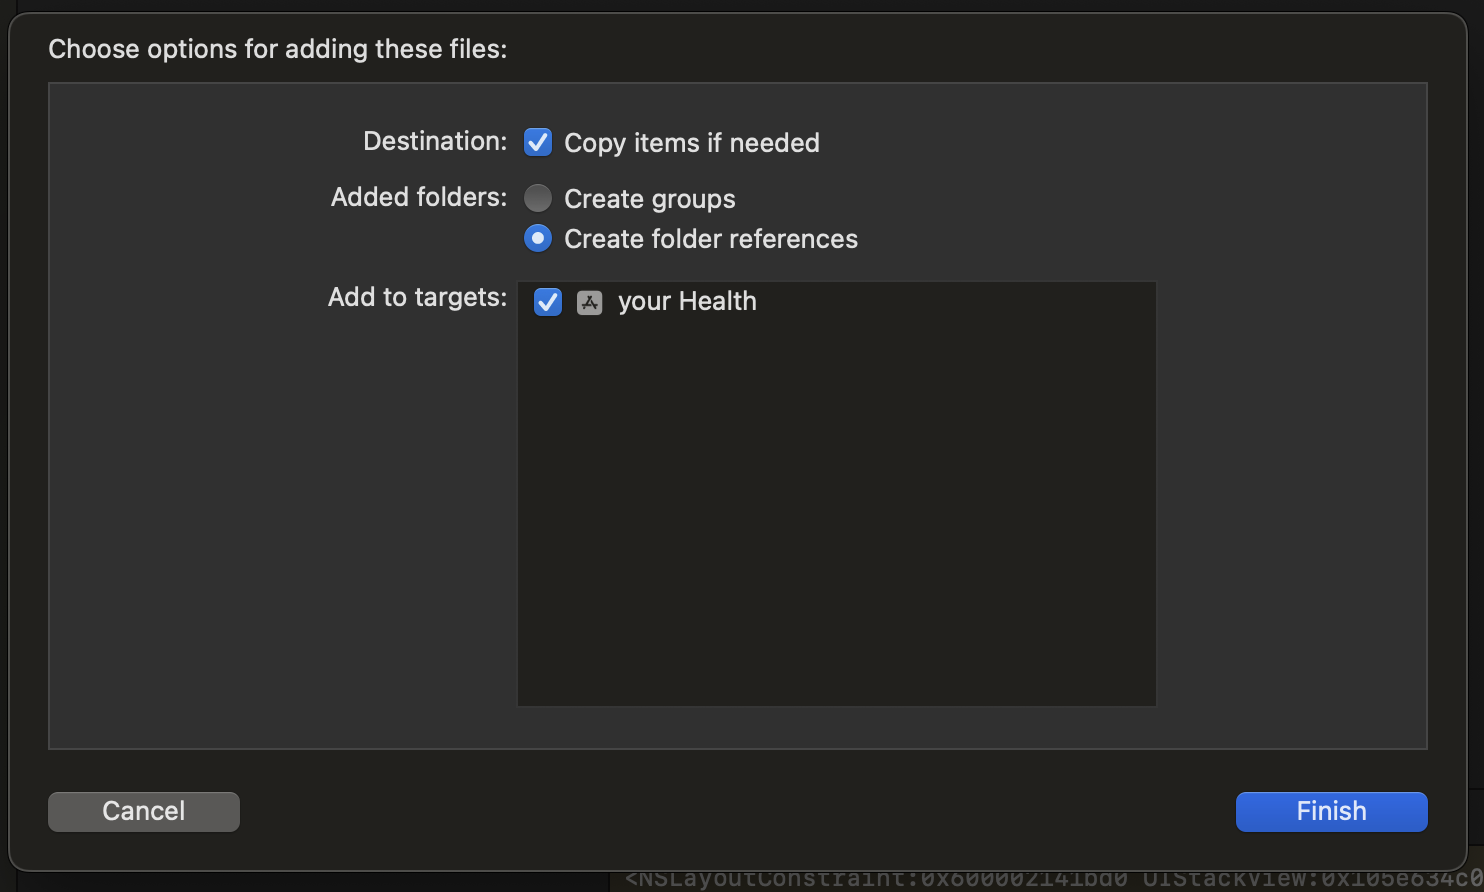 Choose options for adding these files:
Destination: Copy items if needed
Added folders: Create groups
Create folder references
Add to targets: your Health
Cancel Finish
<NSLayoutConstraint:0x600002141bd0 UIStackView:0x105e634c0